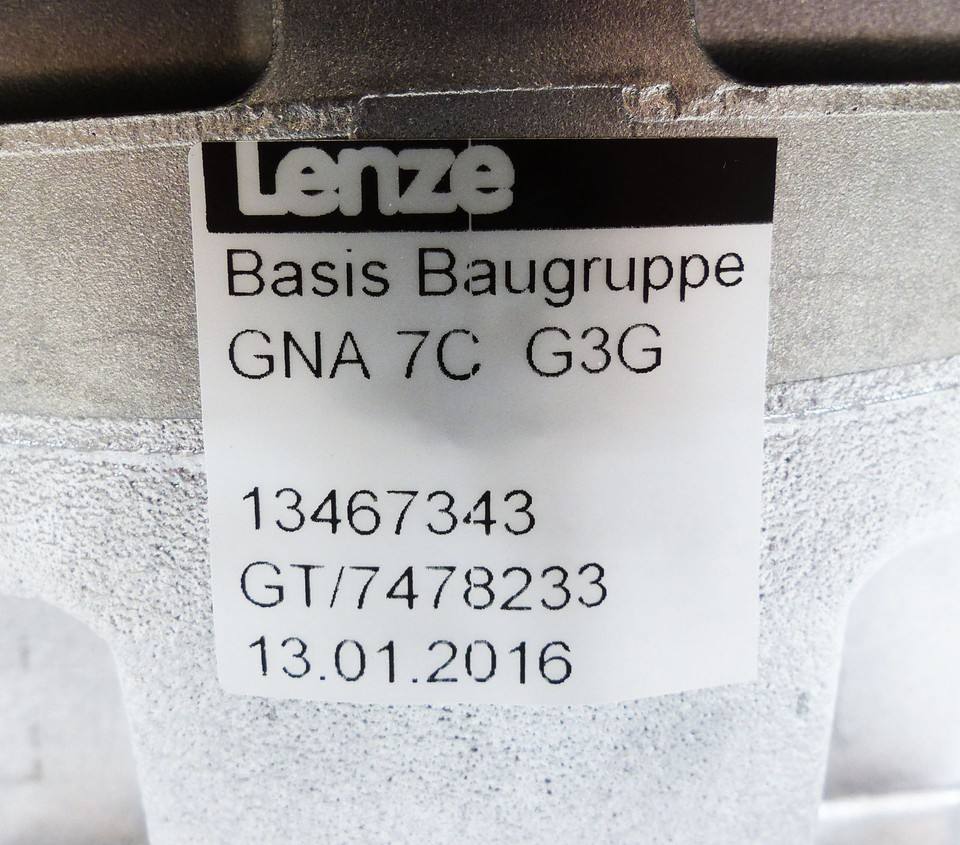 Lenze
Basis Baugruppe
GNA 7C G3G
13467343
GT/7478233
13.01.2016